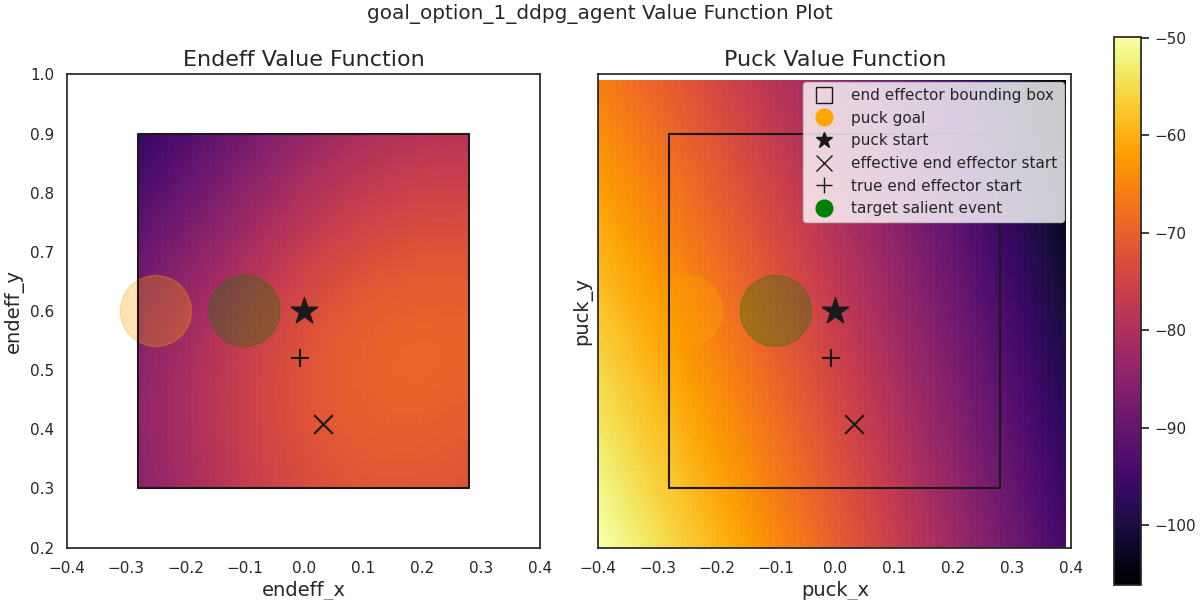 goal_option_1_ddpg_agent Value Function Plot
Endeff Value Function
1.0
0.9
0.8
0.7
0.6
0.5
0.4
0.3
0.2
endeff_y
−0.4 −0.3 −0.2 −0.1 0.0 0.1 0.2 0.3 0.4
endeff_x
Puck Value Function
end effector bounding box
puck goal
puck start
effective end effector start
true end effector start
target salient event
puck_y
−0.4 −0.3 −0.2 −0.1 0.0 0.1 0.2 0.3 0.4
puck_x
−50
−60
−70
−80
−90
−100